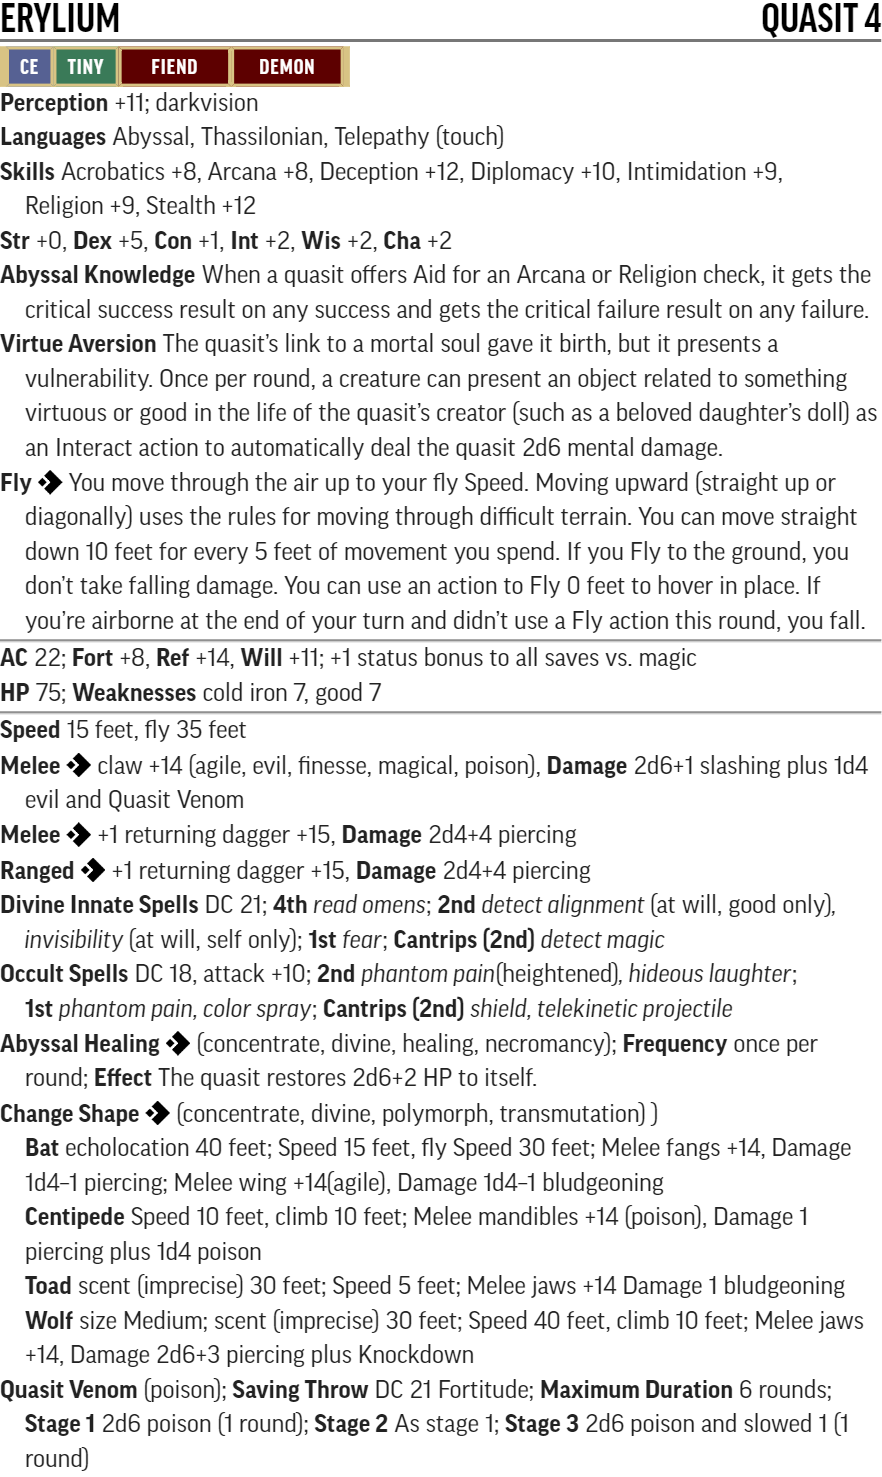 ERYLIUM QUASIT 4
CE TINY FIEND DEMON
Perception +11; darkvision
Languages Abyssal, Thassilonian, Telepathy (touch)
Skills Acrobatics +8, Arcana +8, Deception +12, Diplomacy +10, Intimidation +9,
Religion +9, Stealth +12
Str +0, Dex +5, Con +1, Int +2, Wis +2, Cha +2
Abyssal Knowledge When a quasit offers Aid for an Arcana or Religion check, it gets the
critical success result on any success and gets the critical failure result on any failure.
Virtue Aversion The quasit's link to a mortal soul gave it birth, but it presents a
vulnerability. Once per round, a creature can present an object related to something
virtuous or good in the life of the quasit's creator (such as a beloved daughter's doll) as
an Interact action to automatically deal the quasit 2d6 mental damage.
Fly You move through the air up to your fly Speed. Moving upward (straight up or
diagonally) uses the rules for moving through difficult terrain. You can move straight
down 10 feet for every 5 feet of movement you spend. If you Fly to the ground, you
don't take falling damage. You can use an action to Fly 0 feet to hover in place. If
you're airborne at the end of your turn and didn't use a Fly action this round, you fall.
AC 22; Fort +8, Ref +14, Will +11; +1 status bonus to all saves vs. magic
HP 75; Weaknesses cold iron 7, good 7
Speed 15 feet, fly 35 feet
Melee claw +14 (agile, evil, finesse, magical, poison), Damage 2d6+1 slashing plus 1d4
evil and Quasit Venom
Melee +1 returning dagger +15, Damage 2d4+4 piercing
Ranged +1 returning dagger +15, Damage 2d4+4 piercing
Divine Innate Spells DC 21; 4th read omens; 2nd detect alignment (at will, good only),
invisibility (at will, self only); 1st fear; Cantrips (2nd) detect magic
Occult Spells DC 18, attack +10; 2nd phantom pain(heightened), hideous laughter;
1st phantom pain, color spray; Cantrips (2nd) shield, telekinetic projectile
Abyssal Healing (concentrate, divine, healing, necromancy); Frequency once per
round; Effect The quasit restores 2d6+2 HP to itself.
Change Shape (concentrate, divine, polymorph, transmutation) )
Bat echolocation 40 feet; Speed 15 feet, fly Speed 30 feet; Melee fangs +14, Damage
1d4–1 piercing; Melee wing +14(agile), Damage 1d4–1 bludgeoning
Centipede Speed 10 feet, climb 10 feet; Melee mandibles +14 (poison), Damage 1
piercing plus 1d4 poison
Toad scent (imprecise) 30 feet; Speed 5 feet; Melee jaws +14 Damage 1 bludgeoning
Wolf size Medium; scent (imprecise) 30 feet; Speed 40 feet, climb 10 feet; Melee jaws
+14, Damage 2d6+3 piercing plus Knockdown
Quasit Venom (poison); Saving Throw DC 21 Fortitude; Maximum Duration 6 rounds;
Stage 1 2d6 poison (1 round); Stage 2 As stage 1; Stage 3 2d6 poison and slowed 1 (1
round)